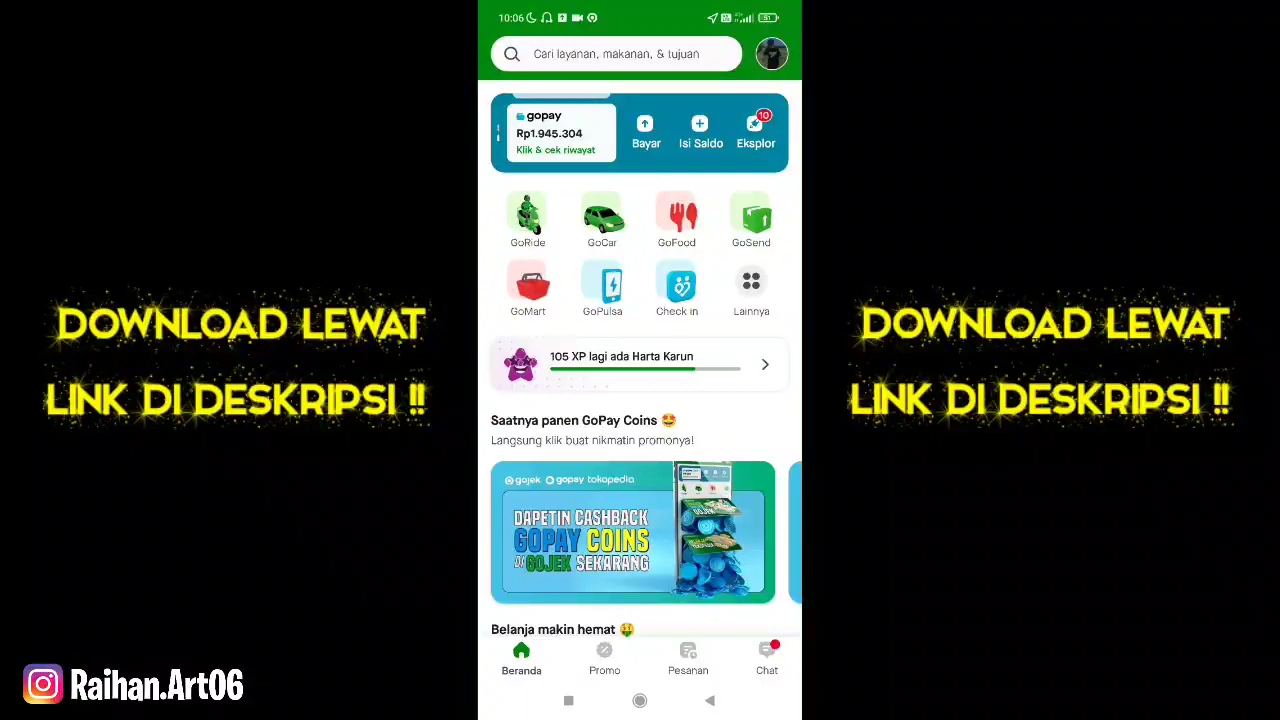 10:06
51
Cari layanan, makanan, & tujuan
gopay
Rp1.945.304
Klik & cek riwayat
Bayar
Isi Saldo
10
Eksplor
GoRide
GoCar
GoFood
GoSend
GoMart
GoPulsa
Check in
Lainnya
105 XP lagi ada Harta Karun
Saatnya panen GoPay Coins 🤩
Langsung klik buat nikmatin promonya!
gojek gopay tokopedia
DAPETIN CASHBACK
GOPAY COINS
DI GOJEK SEKARANG
Belanja makin hemat 🤑
Beranda
Promo
Pesanan
Chat
DOWNLOAD LEWAT
LINK DI DESKRIPSI !!
DOWNLOAD LEWAT
LINK DI DESKRIPSI !!
Raihan.Art06